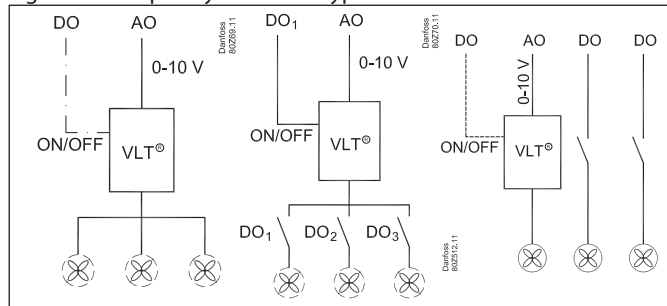 DO
AO
0-10 V
ON/OFF
VLT®
Danfoss
80Z69.11
DO₁
AO
0-10 V
ON/OFF
VLT®
DO₁
DO₂
DO₃
Danfoss
80Z70.11
DO
AO
DO
DO
0-10 V
ON/OFF
VLT®
Danfoss
80Z512.11